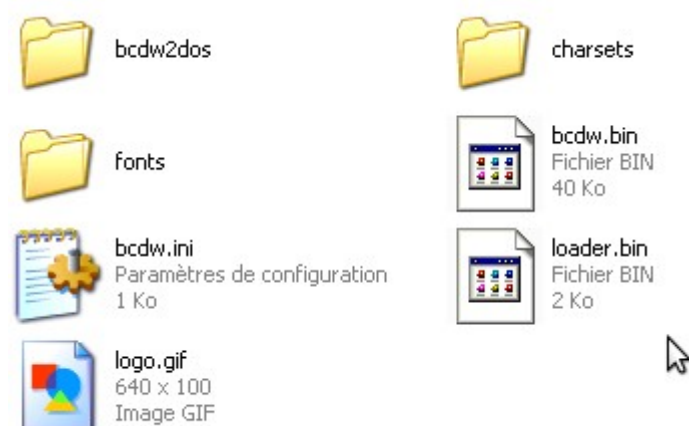 bcdw2dos
charsets
fonts
bcdw.bin
Fichier BIN
40 Ko
bcdw.ini
Paramètres de configuration
1 Ko
loader.bin
Fichier BIN
2 Ko
logo.gif
640 x 100
Image GIF